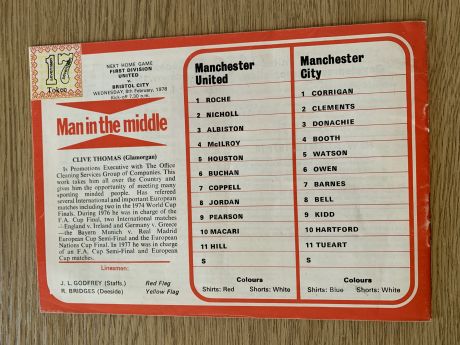 17
Token
NEXT HOME GAME
FIRST DIVISION
UNITED
v.
BRISTOL CITY
WEDNESDAY, 8th February, 1978
Kick-off 7.30 p.m.
Man in the middle
CLIVE THOMAS (Glamorgan)
Is Promotions Executive with The Office
Cleaning Services Group of Companies. This
work takes him all over the Country and
gives him the opportunity of meeting many
sporting minded people. Has refereed
several International and important European
matches including two in the 1974 World Cup
Finals. During 1976 he was in charge of the
F.A. Cup Final, two International matches
—England v. Ireland and Germany v. Greece
—the Bayern Munich v. Real Madrid
European Cup Semi-Final and the European
Nations Cup Final. In 1977 he was in charge
of an F.A. Cup Semi-Final and European
Cup matches.
Linesmen:
J. L. GODFREY (Staffs.) Red Flag
R. BRIDGES (Deeside) Yellow Flag
Manchester
United
1 ROCHE
2 NICHOLL
3 ALBISTON
4 McILROY
5 HOUSTON
6 BUCHAN
7 COPPELL
8 JORDAN
9 PEARSON
10 MACARI
11 HILL
S
Colours
Shirts: Red Shorts: White
Manchester
City
1 CORRIGAN
2 CLEMENTS
3 DONACHIE
4 BOOTH
5 WATSON
6 OWEN
7 BARNES
8 BELL
9 KIDD
10 HARTFORD
11 TUEART
S
Colours
Shirts: Blue Shorts: White